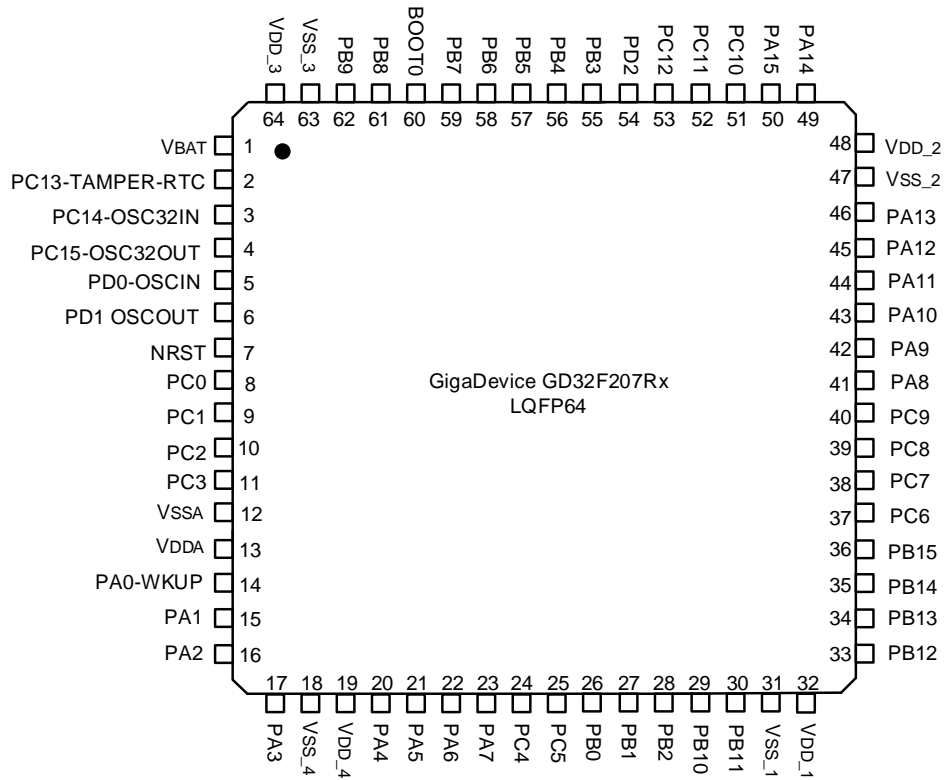 VDD_3 VSS_3 PB9 PB8 BOOT0 PB7 PB6 PB5 PB4 PB3 PD2 PC12 PC11 PC10 PA15 PA14
64 63 62 61 60 59 58 57 56 55 54 53 52 51 50 49
VBAT 1 48 VDD_2
PC13-TAMPER-RTC 2 47 VSS_2
PC14-OSC32IN 3 46 PA13
PC15-OSC32OUT 4 45 PA12
PD0-OSCIN 5 44 PA11
PD1 OSCOUT 6 43 PA10
NRST 7 42 PA9
PC0 8 41 PA8
GigaDevice GD32F207Rx
LQFP64
PC1 9 40 PC9
PC2 10 39 PC8
PC3 11 38 PC7
VSSA 12 37 PC6
VDDA 13 36 PB15
PA0-WKUP 14 35 PB14
PA1 15 34 PB13
PA2 16 33 PB12
17 18 19 20 21 22 23 24 25 26 27 28 29 30 31 32
PA3 VSS_4 VDD_4 PA4 PA5 PA6 PA7 PC4 PC5 PB0 PB1 PB2 PB10 PB11 VSS_1 VDD_1